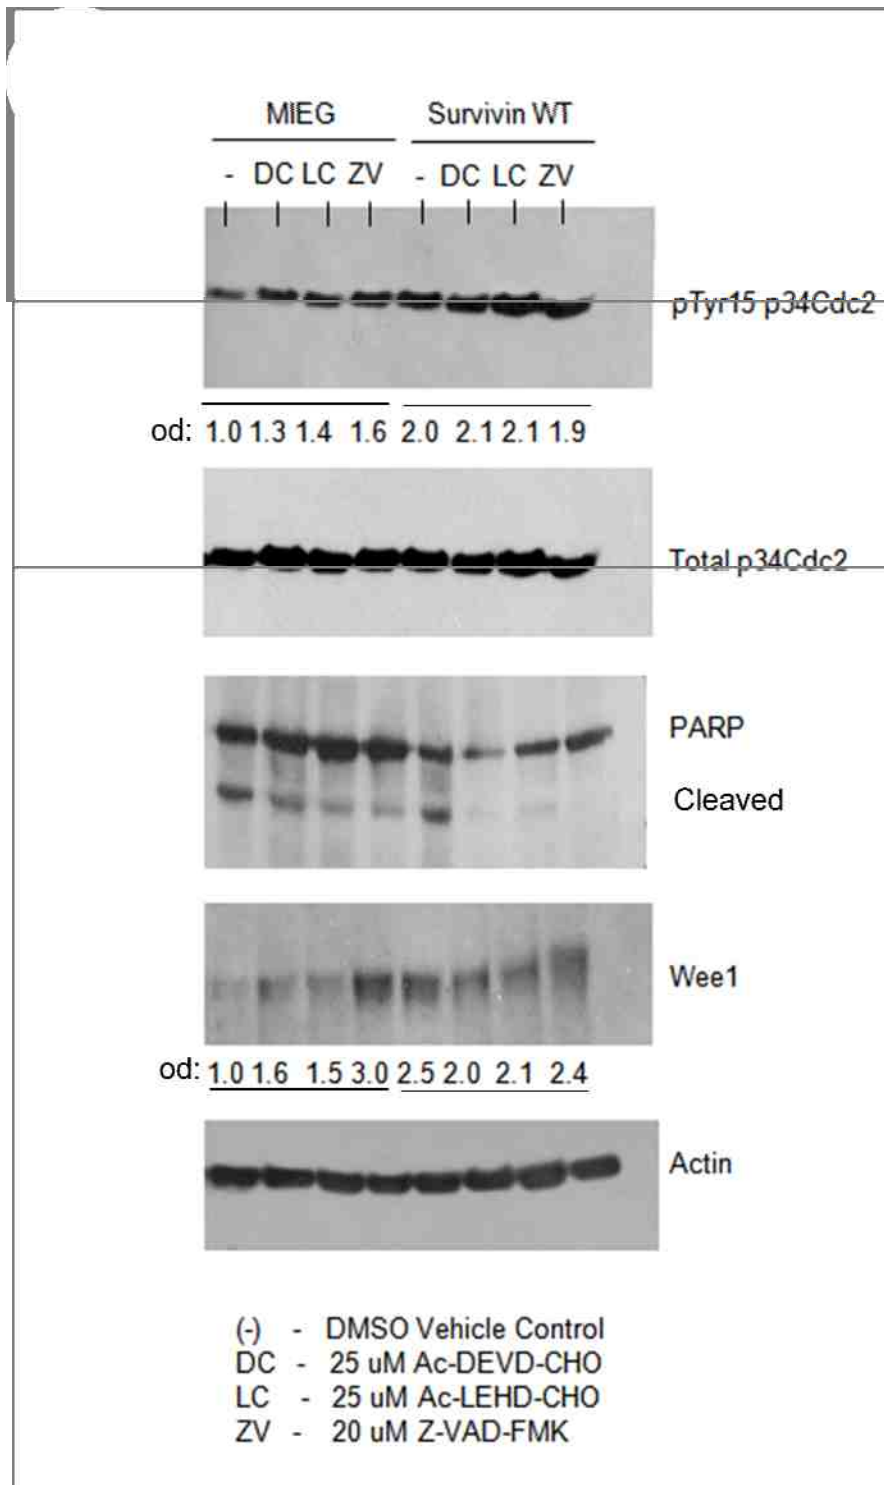 MIEG Survivin WT
- DC LC ZV - DC LC ZV
pTyr15 p34Cdc2
od: 1.0 1.3 1.4 1.6 2.0 2.1 2.1 1.9
Total p34Cdc2
PARP
Cleaved
Wee1
od: 1.0 1.6 1.5 3.0 2.5 2.0 2.1 2.4
Actin
(-) - DMSO Vehicle Control
DC - 25 uM Ac-DEVD-CHO
LC - 25 uM Ac-LEHD-CHO
ZV - 20 uM Z-VAD-FMK